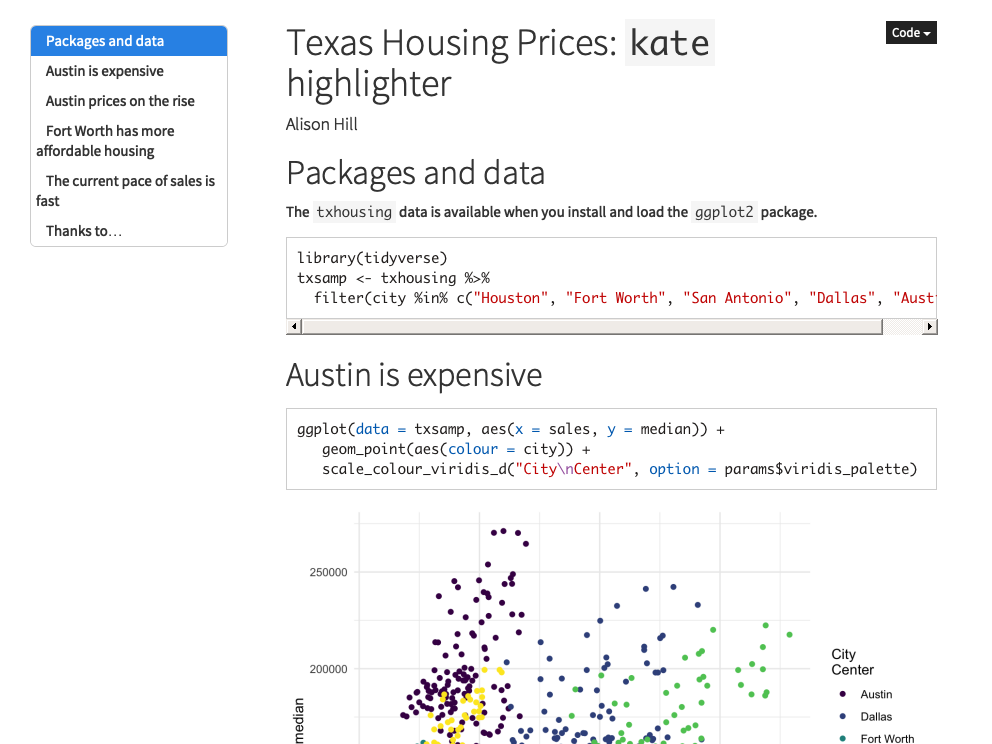 Packages and data
Austin is expensive
Austin prices on the rise
Fort Worth has more
affordable housing
The current pace of sales is
fast
Thanks to…
Texas Housing Prices: kate
highlighter
Code
Alison Hill
Packages and data
The txhousing data is available when you install and load the ggplot2 package.
library(tidyverse)
txsamp <- txhousing %>%
filter(city %in% c("Houston", "Fort Worth", "San Antonio", "Dallas", "Aust
Austin is expensive
ggplot(data = txsamp, aes(x = sales, y = median)) +
geom_point(aes(colour = city)) +
scale_colour_viridis_d("City\nCenter", option = params$viridis_palette)
250000
200000
median
City
Center
Austin
Dallas
Fort Worth